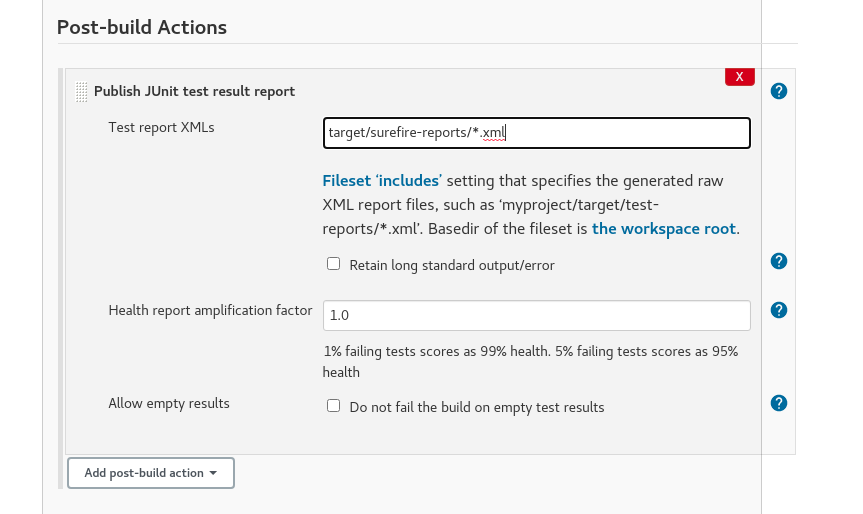 Post-build Actions
X
Publish JUnit test result report
?
Test report XMLs
target/surefire-reports/*.xml
Fileset ‘includes’ setting that specifies the generated raw
XML report files, such as ‘myproject/target/test-
reports/*.xml’. Basedir of the fileset is the workspace root.
Retain long standard output/error
?
Health report amplification factor
1.0
?
1% failing tests scores as 99% health. 5% failing tests scores as 95%
health
Allow empty results
Do not fail the build on empty test results
?
Add post-build action